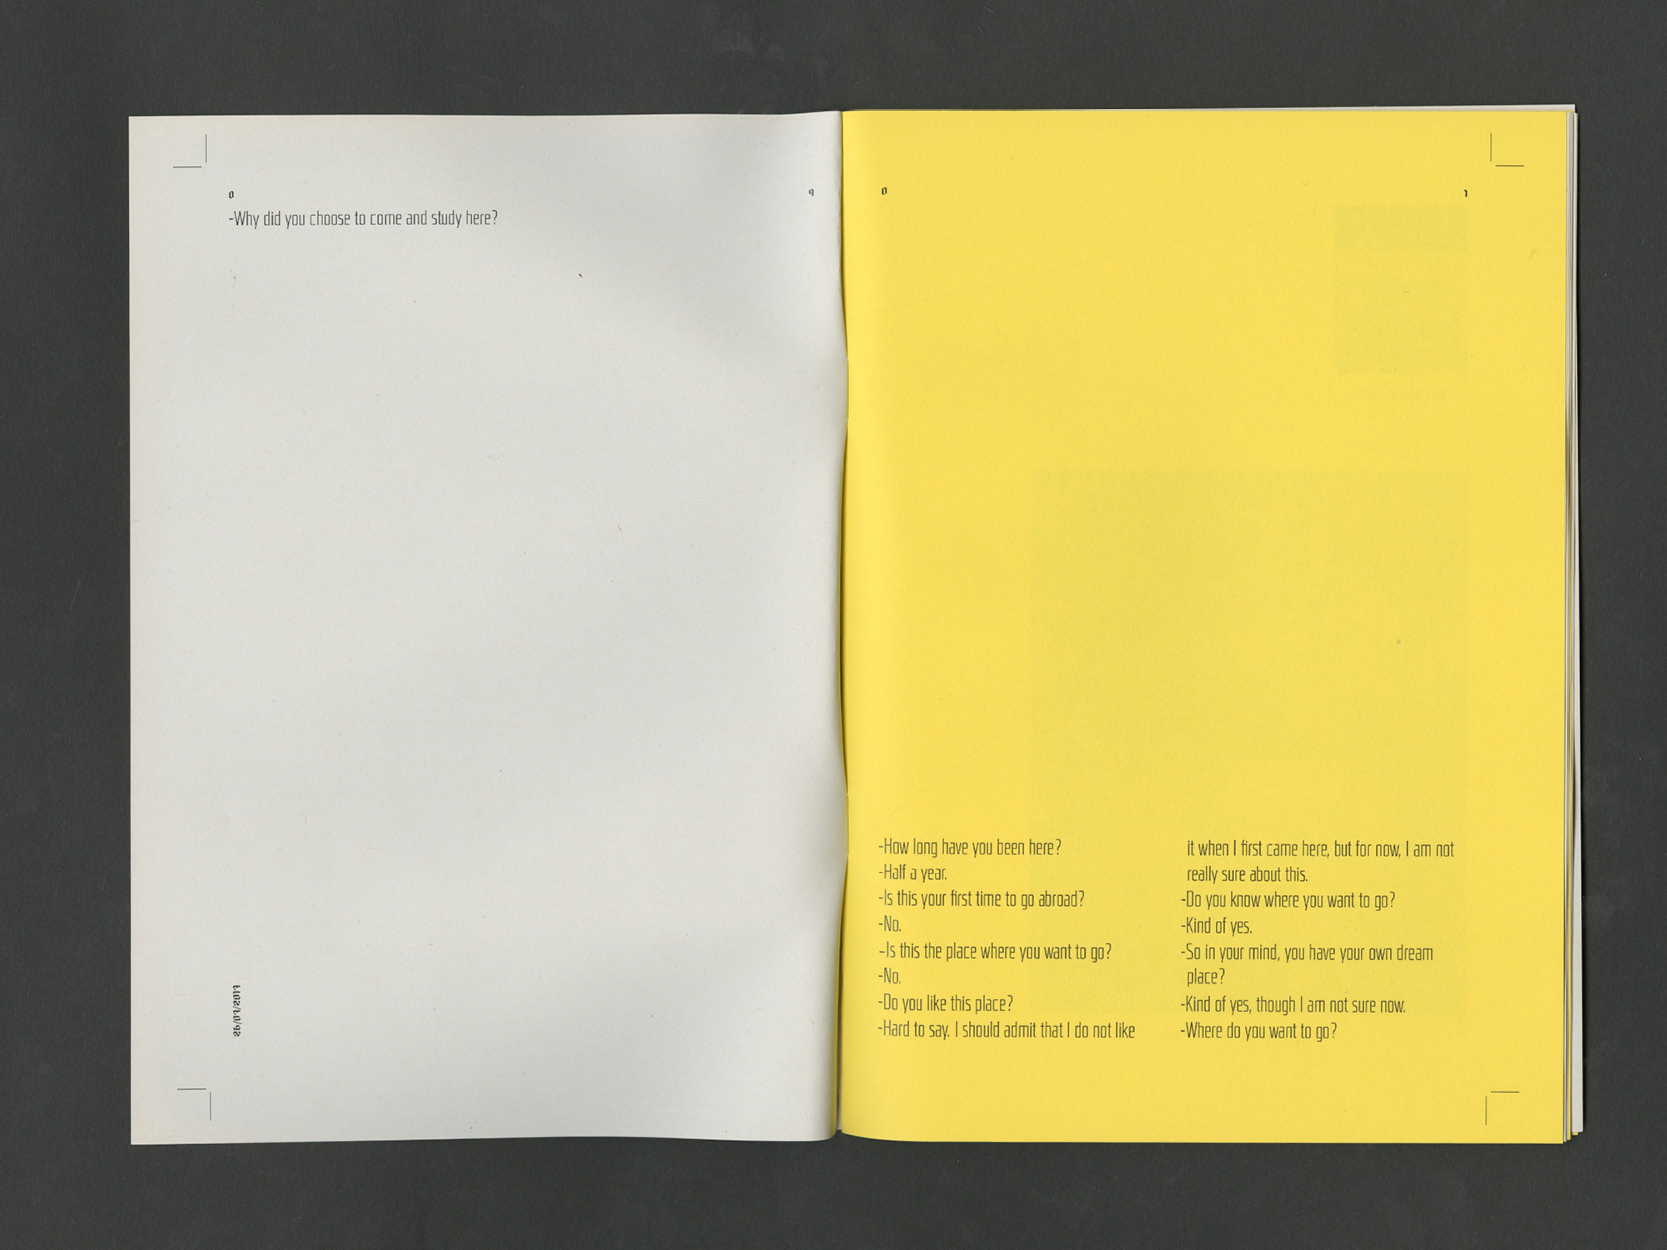 0
9
-Why did you choose to come and study here?
0
1
-How long have you been here?
-Half a year.
-Is this your first time to go abroad?
-No.
-Is this the place where you want to go?
-No.
-Do you like this place?
-Hard to say. I should admit that I do not like
it when I first came here, but for now, I am not
really sure about this.
-Do you know where you want to go?
-Kind of yes.
-So in your mind, you have your own dream
place?
-Kind of yes, though I am not sure now.
-Where do you want to go?